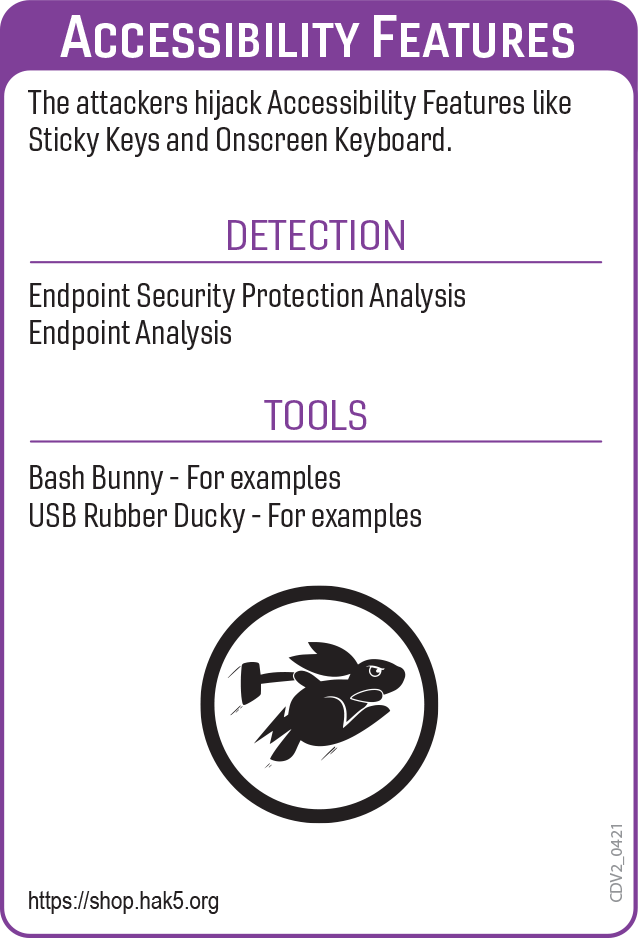 ACCESSIBILITY FEATURES
The attackers hijack Accessibility Features like
Sticky Keys and Onscreen Keyboard.
DETECTION
Endpoint Security Protection Analysis
Endpoint Analysis
TOOLS
Bash Bunny - For examples
USB Rubber Ducky - For examples
https://shop.hak5.org
CDV2_0421